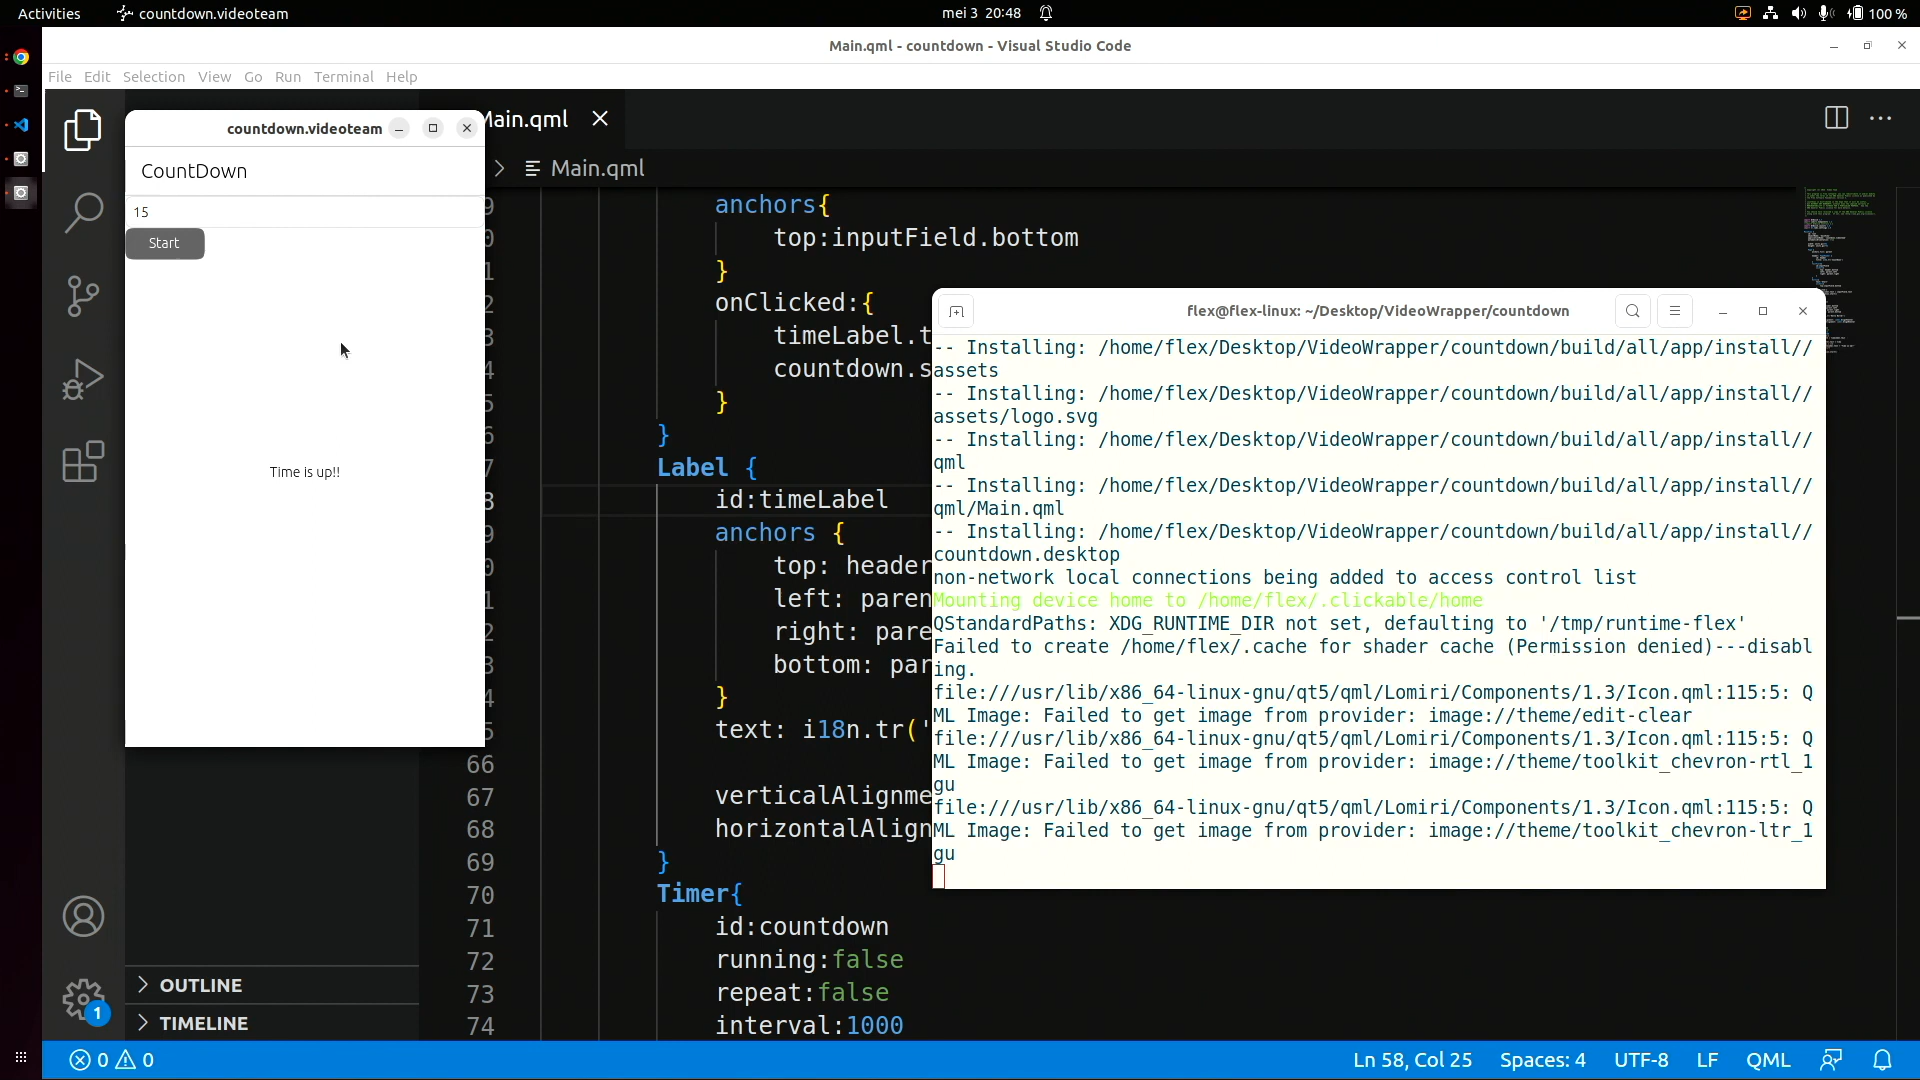 Activities
countdown.videoteam
mei 3 20:48
100 %
Main.qml - countdown - Visual Studio Code
File Edit Selection View Go Run Terminal Help
countdown.videoteam
CountDown
15
Start
Time is up!!
Main.qml
Main.qml
anchors{
top:inputField.bottom
}
onClicked:{
timeLabel.t
countdown.s
}
}
Label {
id:timeLabel
anchors {
top: header
left: paren
right: pare
bottom: par
}
text: i18n.tr('
66
67 verticalAlignme
68 horizontalAlign
69 }
70 Timer{
71 id:countdown
72 running:false
73 repeat:false
74 interval:1000
flex@flex-linux: ~/Desktop/VideoWrapper/countdown
-- Installing: /home/flex/Desktop/VideoWrapper/countdown/build/all/app/install//
assets
-- Installing: /home/flex/Desktop/VideoWrapper/countdown/build/all/app/install//
assets/logo.svg
-- Installing: /home/flex/Desktop/VideoWrapper/countdown/build/all/app/install//
qml
-- Installing: /home/flex/Desktop/VideoWrapper/countdown/build/all/app/install//
qml/Main.qml
-- Installing: /home/flex/Desktop/VideoWrapper/countdown/build/all/app/install//
countdown.desktop
non-network local connections being added to access control list
Mounting device home to /home/flex/.clickable/home
QStandardPaths: XDG_RUNTIME_DIR not set, defaulting to '/tmp/runtime-flex'
Failed to create /home/flex/.cache for shader cache (Permission denied)---disabl
ing.
file:///usr/lib/x86_64-linux-gnu/qt5/qml/Lomiri/Components/1.3/Icon.qml:115:5: Q
ML Image: Failed to get image from provider: image://theme/edit-clear
file:///usr/lib/x86_64-linux-gnu/qt5/qml/Lomiri/Components/1.3/Icon.qml:115:5: Q
ML Image: Failed to get image from provider: image://theme/toolkit_chevron-rtl_1
gu
file:///usr/lib/x86_64-linux-gnu/qt5/qml/Lomiri/Components/1.3/Icon.qml:115:5: Q
ML Image: Failed to get image from provider: image://theme/toolkit_chevron-ltr_1
gu
OUTLINE
TIMELINE
1
0 0
Ln 58, Col 25 Spaces: 4 UTF-8 LF QML